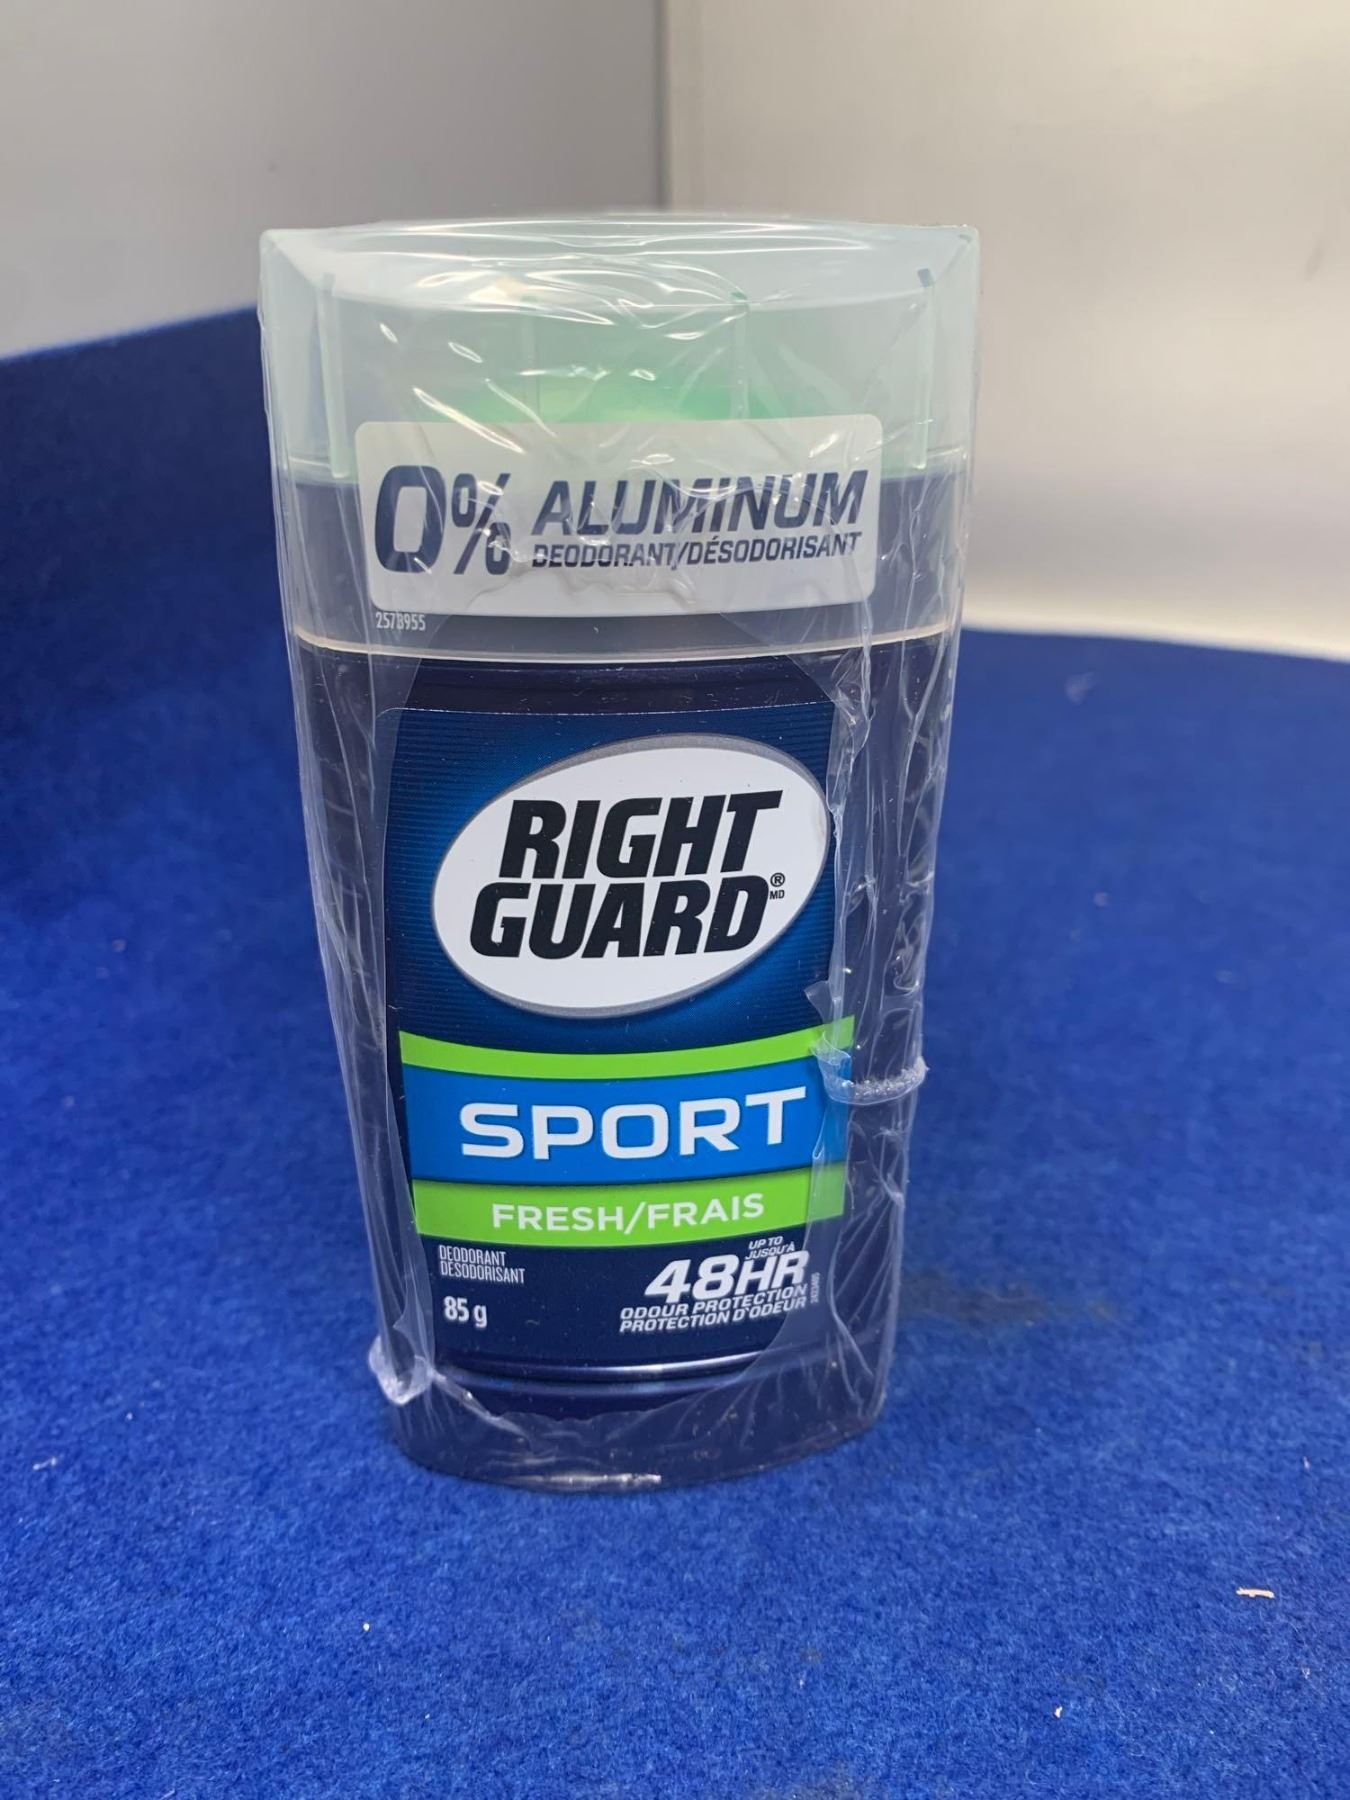 0% ALUMINUM
DEODORANT/DÉSODORISANT
2573955
RIGHT
GUARD®
MD
SPORT
FRESH/FRAIS
DEODORANT
DÉSODORISANT
85 g
UP TO
JUSQU'À
48HR
ODOUR PROTECTION
PROTECTION D'ODEUR